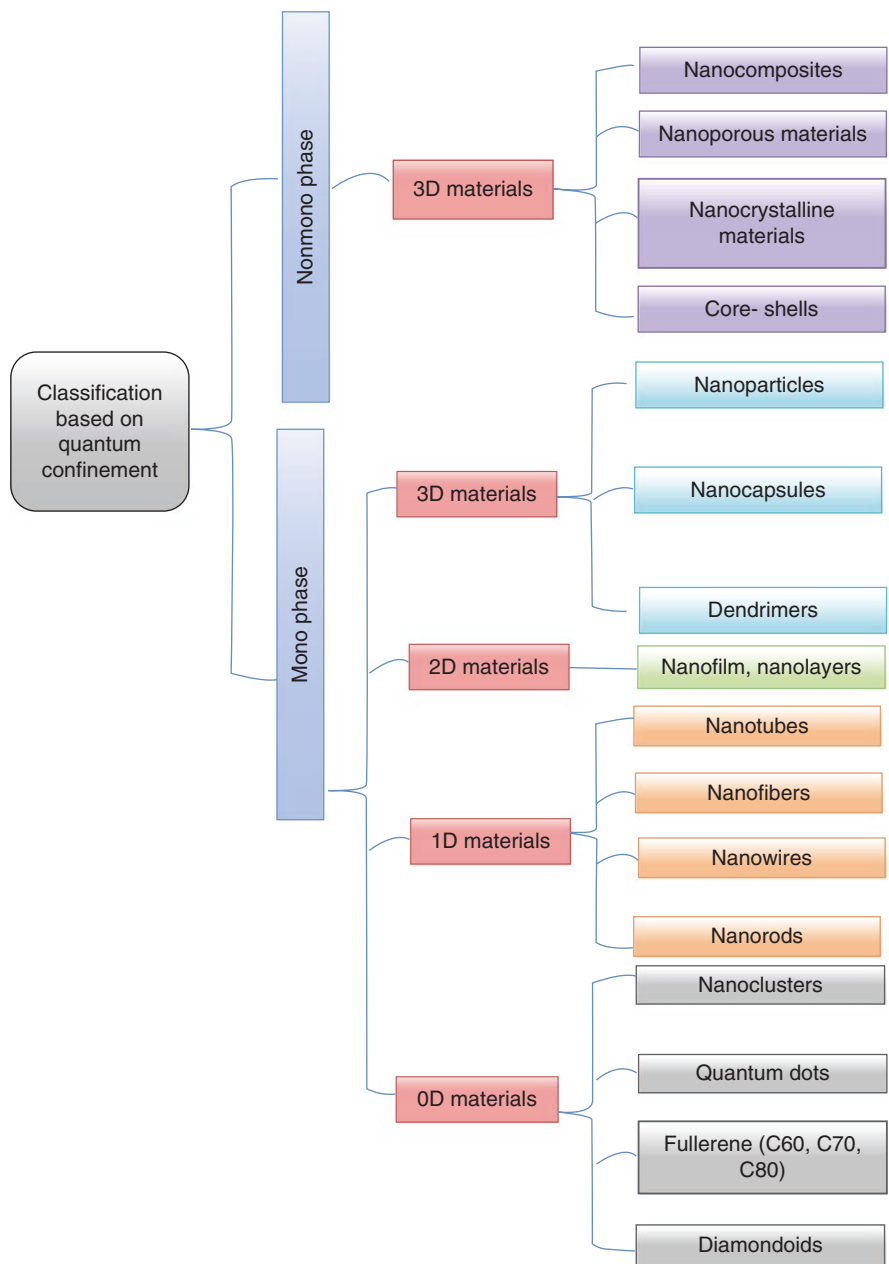 Classification
based on
quantum
confinement
Nonmono phase
3D materials
Nanocomposites
Nanoporous materials
Nanocrystalline
materials
Core- shells
Mono phase
3D materials
Nanoparticles
Nanocapsules
Dendrimers
2D materials
Nanofilm, nanolayers
1D materials
Nanotubes
Nanofibers
Nanowires
Nanorods
0D materials
Nanoclusters
Quantum dots
Fullerene (C60, C70,
C80)
Diamondoids